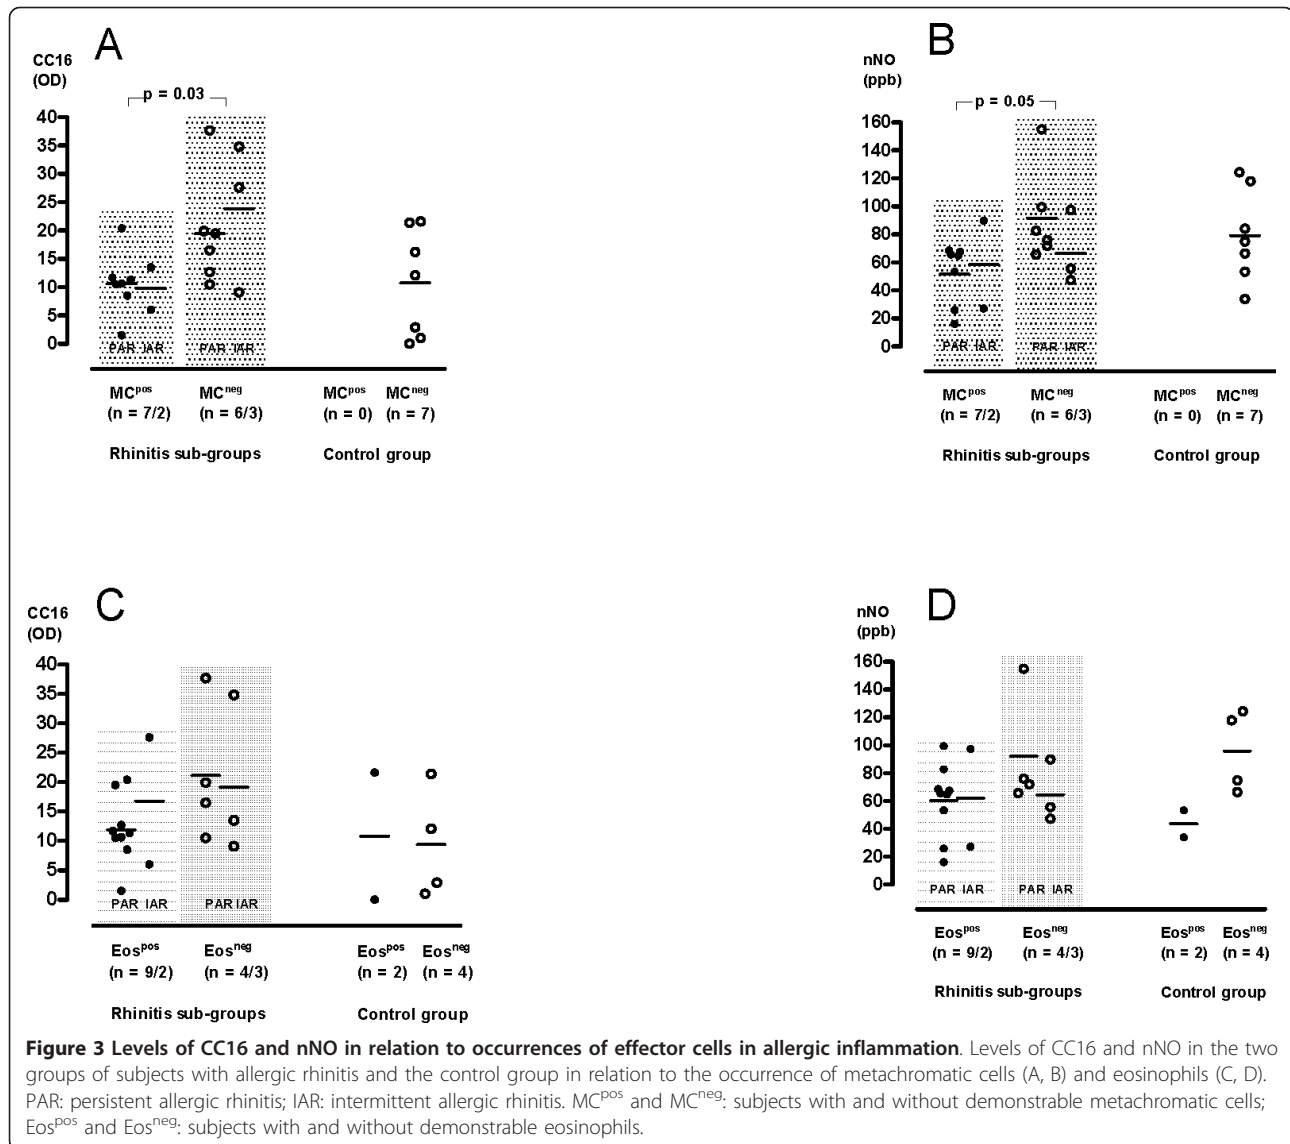 A
CC16
(OD)
p = 0.03
40
35
30
25
20
15
10
5
0
PAR IAR
PAR IAR
MCpos
(n = 7/2)
MCneg
(n = 6/3)
MCpos
(n = 0)
MCneg
(n = 7)
Rhinitis sub-groups
Control group
B
nNO
(ppb)
p = 0.05
160
140
120
100
80
60
40
20
0
PAR IAR
PAR IAR
MCpos
(n = 7/2)
MCneg
(n = 6/3)
MCpos
(n = 0)
MCneg
(n = 7)
Rhinitis sub-groups
Control group
C
CC16
(OD)
40
35
30
25
20
15
10
5
0
PAR IAR
PAR IAR
Eospos
(n = 9/2)
Eosneg
(n = 4/3)
Eospos
(n = 2)
Eosneg
(n = 4)
Rhinitis sub-groups
Control group
D
nNO
(ppb)
160
140
120
100
80
60
40
20
0
PAR IAR
PAR IAR
Eospos
(n = 9/2)
Eosneg
(n = 4/3)
Eospos
(n = 2)
Eosneg
(n = 4)
Rhinitis sub-groups
Control group
Figure 3 Levels of CC16 and nNO in relation to occurrences of effector cells in allergic inflammation. Levels of CC16 and nNO in the two
groups of subjects with allergic rhinitis and the control group in relation to the occurrence of metachromatic cells (A, B) and eosinophils (C, D).
PAR: persistent allergic rhinitis; IAR: intermittent allergic rhinitis. MCpos and MCneg: subjects with and without demonstrable metachromatic cells;
Eospos and Eosneg: subjects with and without demonstrable eosinophils.